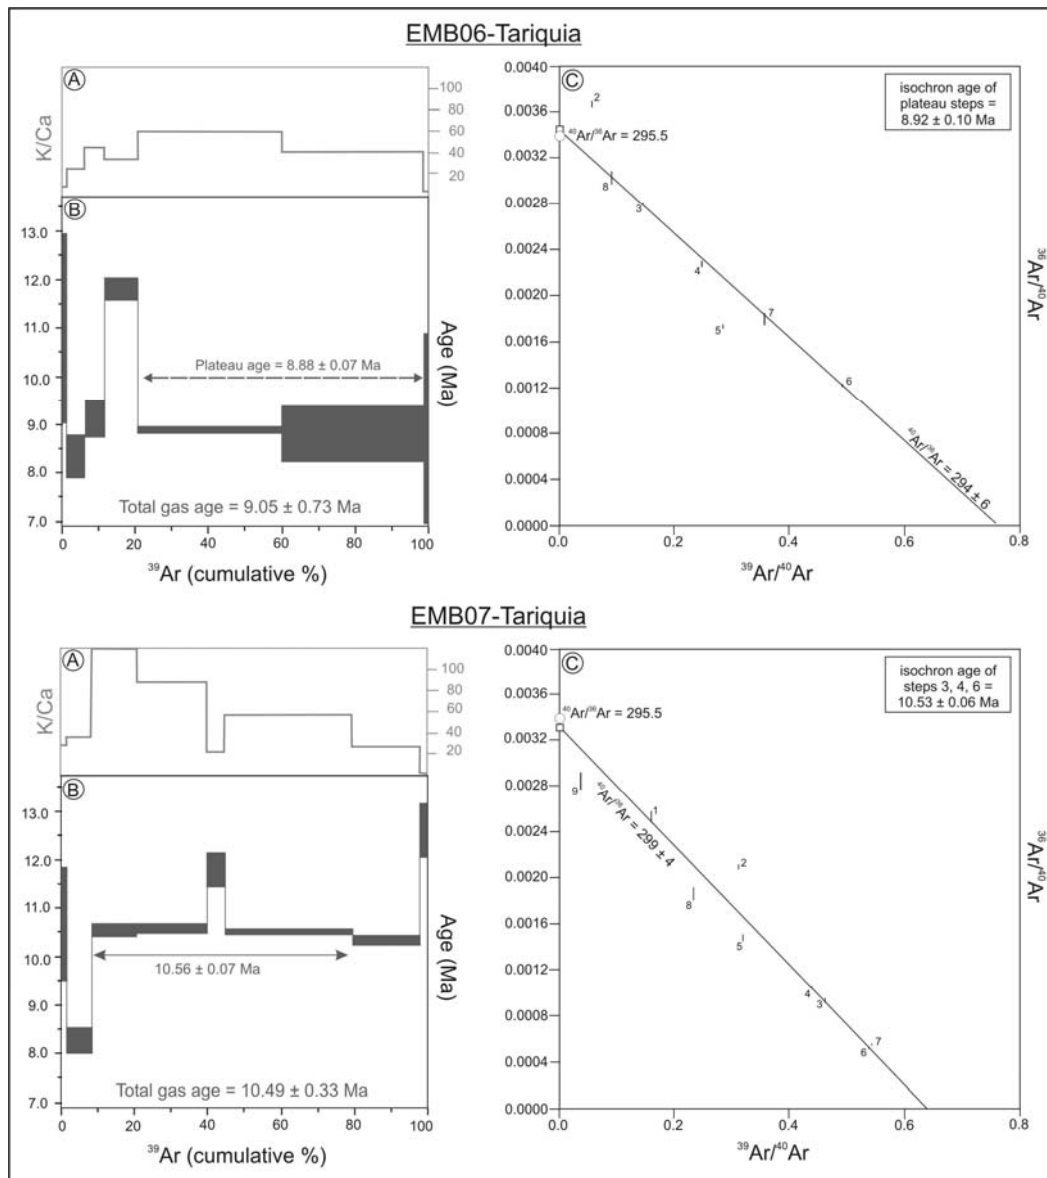 EMB06-Tariquia
A
K/Ca
100
80
60
40
20
B
13.0
12.0
11.0
10.0
9.0
8.0
7.0
Age (Ma)
Plateau age = 8.88 ± 0.07 Ma
Total gas age = 9.05 ± 0.73 Ma
0 20 40 60 80 100
³⁹Ar (cumulative %)
C
0.0040
0.0036
0.0032
0.0028
0.0024
0.0020
0.0016
0.0012
0.0008
0.0004
0.0000
isochron age of
plateau steps =
8.92 ± 0.10 Ma
2
⁴⁰Ar/³⁶Ar = 295.5
8
3
4
5
7
6
⁴⁰Ar/³⁶Ar = 294 ± 6
³⁶Ar/⁴⁰Ar
0.0 0.2 0.4 0.6 0.8
³⁹Ar/⁴⁰Ar
EMB07-Tariquia
A
K/Ca
100
80
60
40
20
B
13.0
12.0
11.0
10.0
9.0
8.0
7.0
Age (Ma)
10.56 ± 0.07 Ma
Total gas age = 10.49 ± 0.33 Ma
0 20 40 60 80 100
³⁹Ar (cumulative %)
C
0.0040
0.0036
0.0032
0.0028
0.0024
0.0020
0.0016
0.0012
0.0008
0.0004
0.0000
isochron age of
steps 3, 4, 6 =
10.53 ± 0.06 Ma
⁴⁰Ar/³⁶Ar = 295.5
9
⁴⁰Ar/³⁶Ar = 299 ± 4
1
2
8
5
4
3
7
6
³⁶Ar/⁴⁰Ar
0.0 0.2 0.4 0.6 0.8
³⁹Ar/⁴⁰Ar